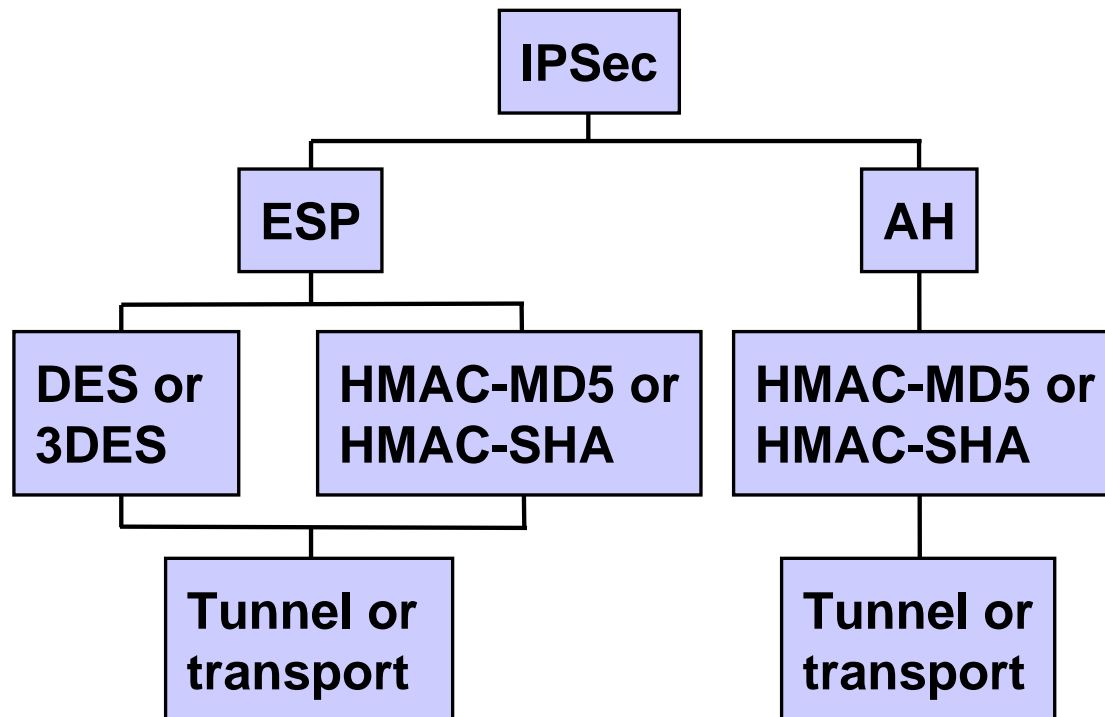 IPSec
ESP
AH
DES or
3DES
HMAC-MD5 or
HMAC-SHA
HMAC-MD5 or
HMAC-SHA
Tunnel or
transport
Tunnel or
transport